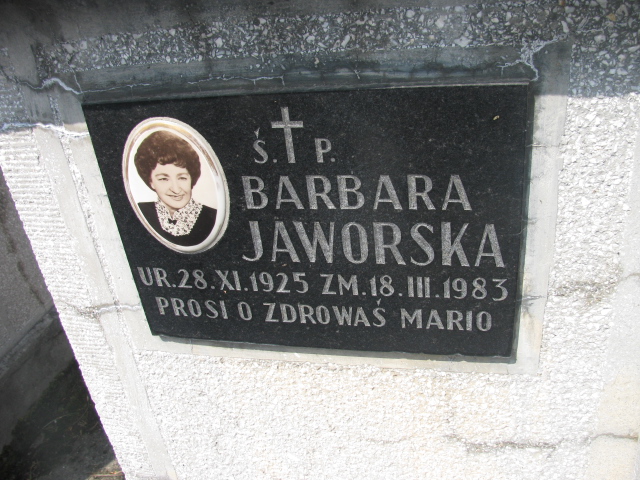 Ś. P.
BARBARA
JAWORSKA
UR.28.XI.1925 ZM.18.III.1983
PROSI O ZDROWAŚ MARIO